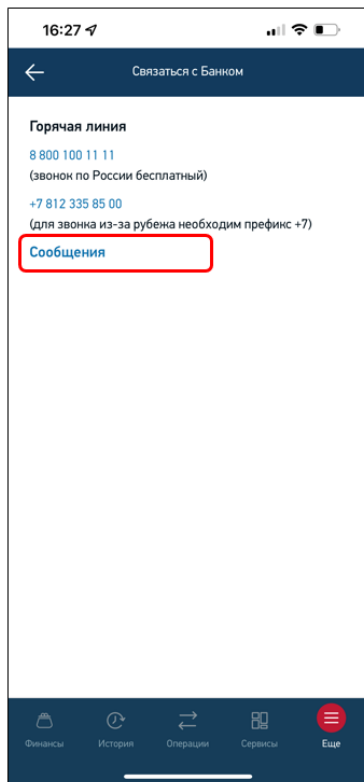 16:27
Связаться с Банком
Горячая линия
8 800 100 11 11
(звонок по России бесплатный)
+7 812 335 85 00
(для звонка из-за рубежа необходим префикс +7)
Сообщения
Финансы История Операции Сервисы Еще